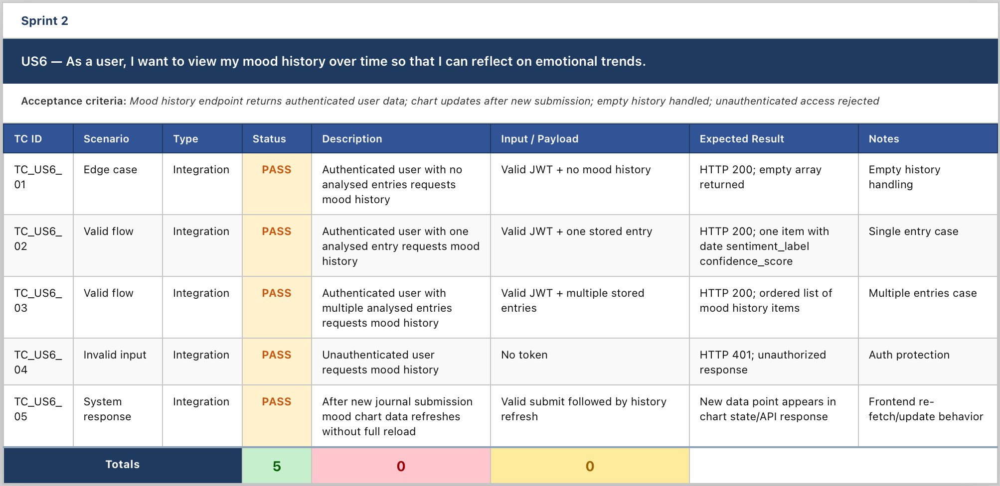 Sprint 2
US6 — As a user, I want to view my mood history over time so that I can reflect on emotional trends.
Acceptance criteria: Mood history endpoint returns authenticated user data; chart updates after new submission; empty history handled; unauthenticated access rejected
TC ID
Scenario
Type
Status
Description
Input / Payload
Expected Result
Notes
TC_US6_
01
Edge case
Integration
PASS
Authenticated user with no
analysed entries requests
mood history
Valid JWT + no mood history
HTTP 200; empty array
returned
Empty history
handling
TC_US6_
02
Valid flow
Integration
PASS
Authenticated user with one
analysed entry requests mood
history
Valid JWT + one stored entry
HTTP 200; one item with
date sentiment_label
confidence_score
Single entry case
TC_US6_
03
Valid flow
Integration
PASS
Authenticated user with
multiple analysed entries
requests mood history
Valid JWT + multiple stored
entries
HTTP 200; ordered list of
mood history items
Multiple entries case
TC_US6_
04
Invalid input
Integration
PASS
Unauthenticated user
requests mood history
No token
HTTP 401; unauthorized
response
Auth protection
TC_US6_
05
System
response
Integration
PASS
After new journal submission
mood chart data refreshes
without full reload
Valid submit followed by history
refresh
New data point appears in
chart state/API response
Frontend re-
fetch/update behavior
Totals
5
0
0